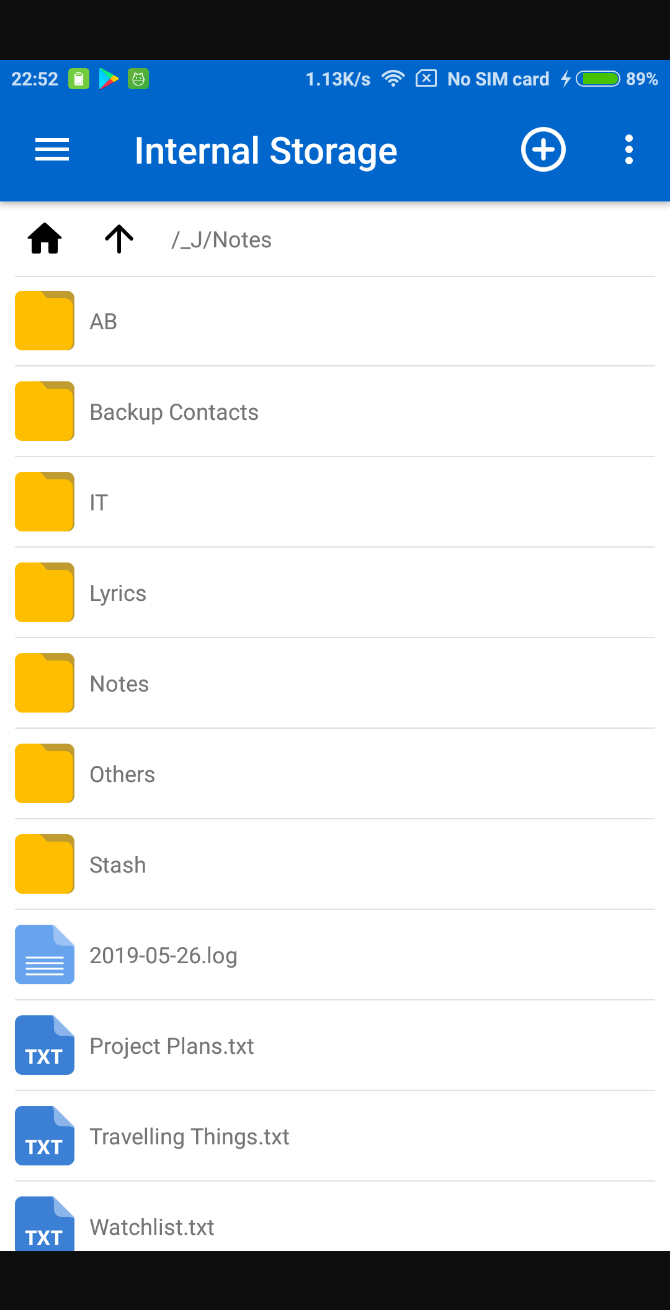 22:52 1.13K/s No SIM card 89%
Internal Storage
/_J/Notes
AB
Backup Contacts
IT
Lyrics
Notes
Others
Stash
2019-05-26.log
TXT Project Plans.txt
TXT Travelling Things.txt
TXT Watchlist.txt